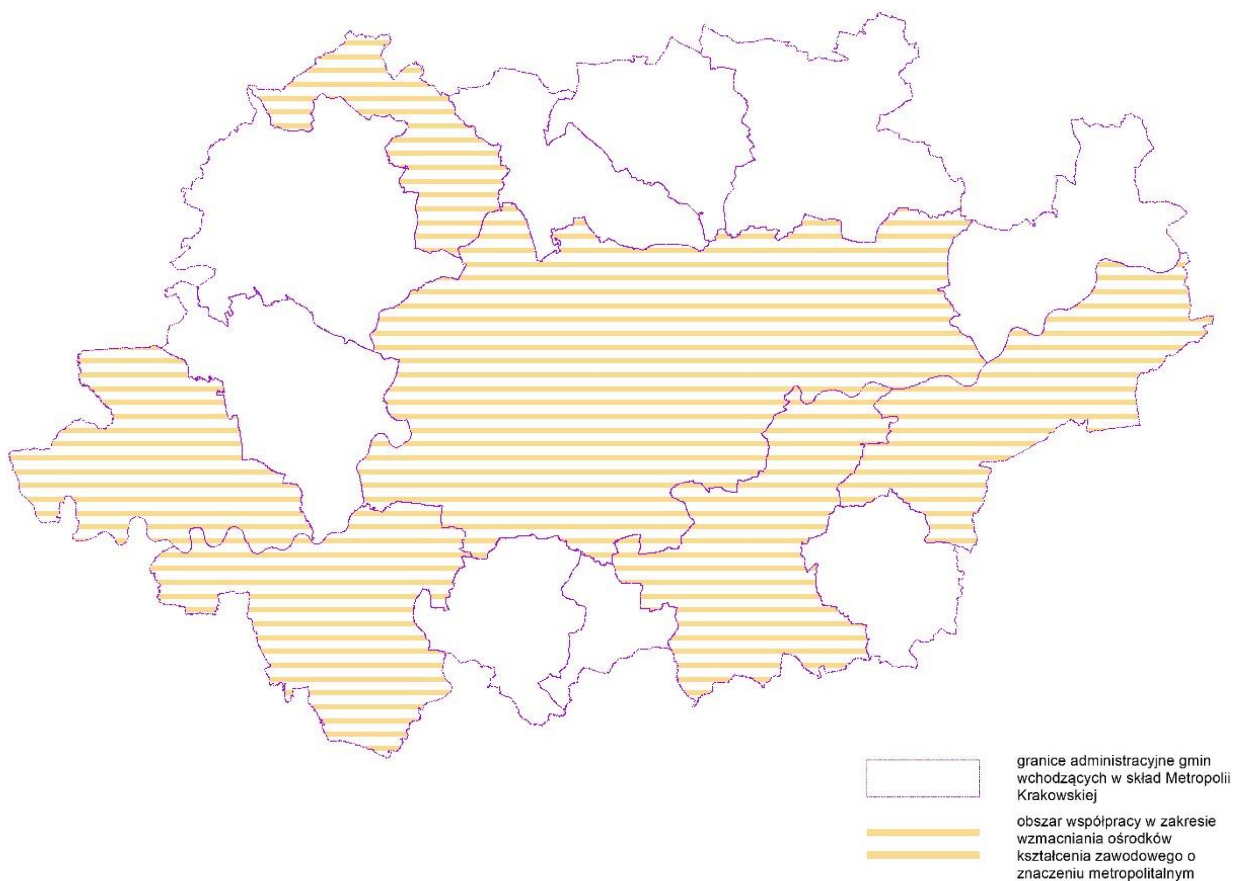 granice administracyjne gmin
wchodzących w skład Metropolii
Krakowskiej
obszar współpracy w zakresie
wzmacniania ośrodków
kształcenia zawodowego o
znaczeniu metropolitalnym